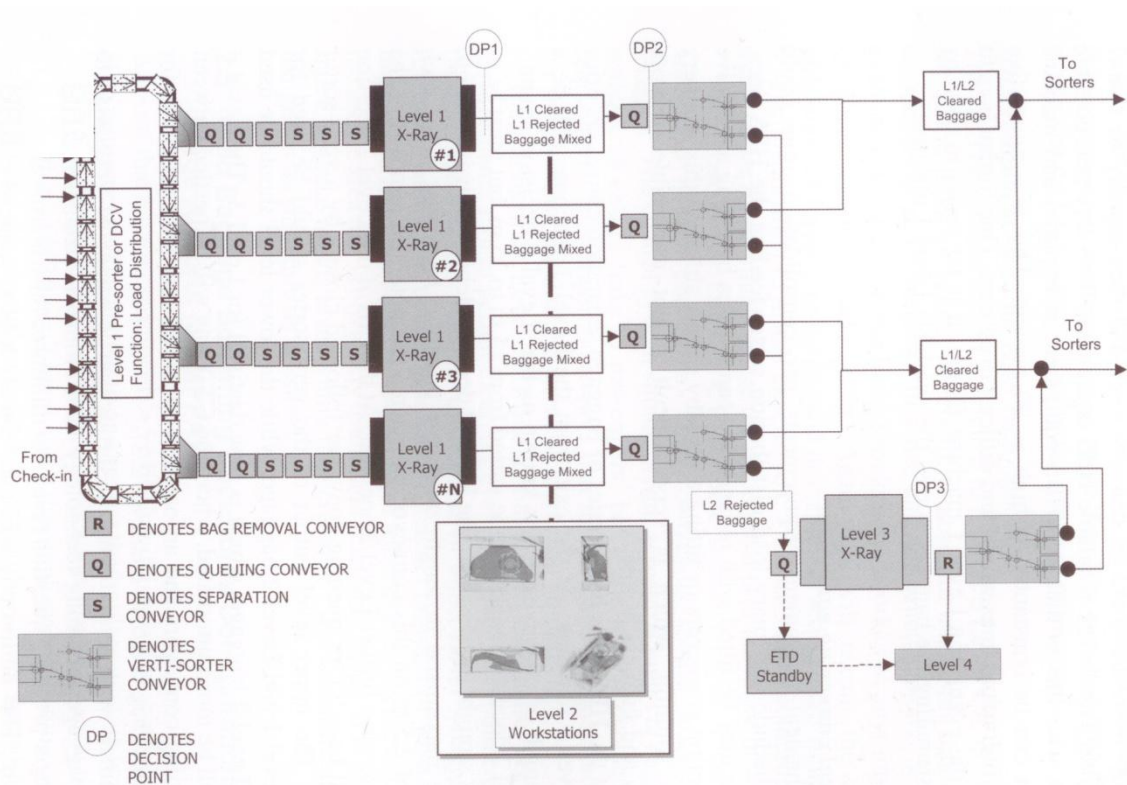 DP1
DP2
To
Sorters
L1/L2
Cleared
Baggage
Level 1 Pre-sorter or DCV
Function: Load Distribution
Q Q S S S S
Level 1
X-Ray
#1
L1 Cleared
L1 Rejected
Baggage Mixed
Q
Q Q S S S S
Level 1
X-Ray
#2
L1 Cleared
L1 Rejected
Baggage Mixed
Q
Q Q S S S S
Level 1
X-Ray
#3
L1 Cleared
L1 Rejected
Baggage Mixed
Q
To
Sorters
L1/L2
Cleared
Baggage
Q Q S S S S
Level 1
X-Ray
#N
L1 Cleared
L1 Rejected
Baggage Mixed
Q
From
Check-in
L2 Rejected
Baggage
DP3
Q
Level 3
X-Ray
R
ETD
Standby
Level 4
Level 2
Workstations
R DENOTES BAG REMOVAL CONVEYOR
Q DENOTES QUEUING CONVEYOR
S DENOTES SEPARATION
CONVEYOR
DENOTES
VERTI-SORTER
CONVEYOR
DP DENOTES
DECISION
POINT